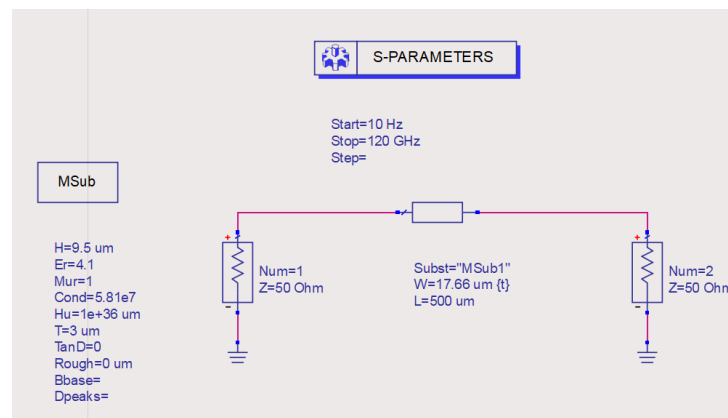 S-PARAMETERS
Start=10 Hz
Stop=120 GHz
Step=
MSub
H=9.5 um
Er=4.1
Mur=1
Cond=5.81e7
Hu=1e+36 um
T=3 um
TanD=0
Rough=0 um
Bbase=
Dpeaks=
+
-
Num=1
Z=50 Ohm
Subst="MSub1"
W=17.66 um {t}
L=500 um
+
-
Num=2
Z=50 Ohm